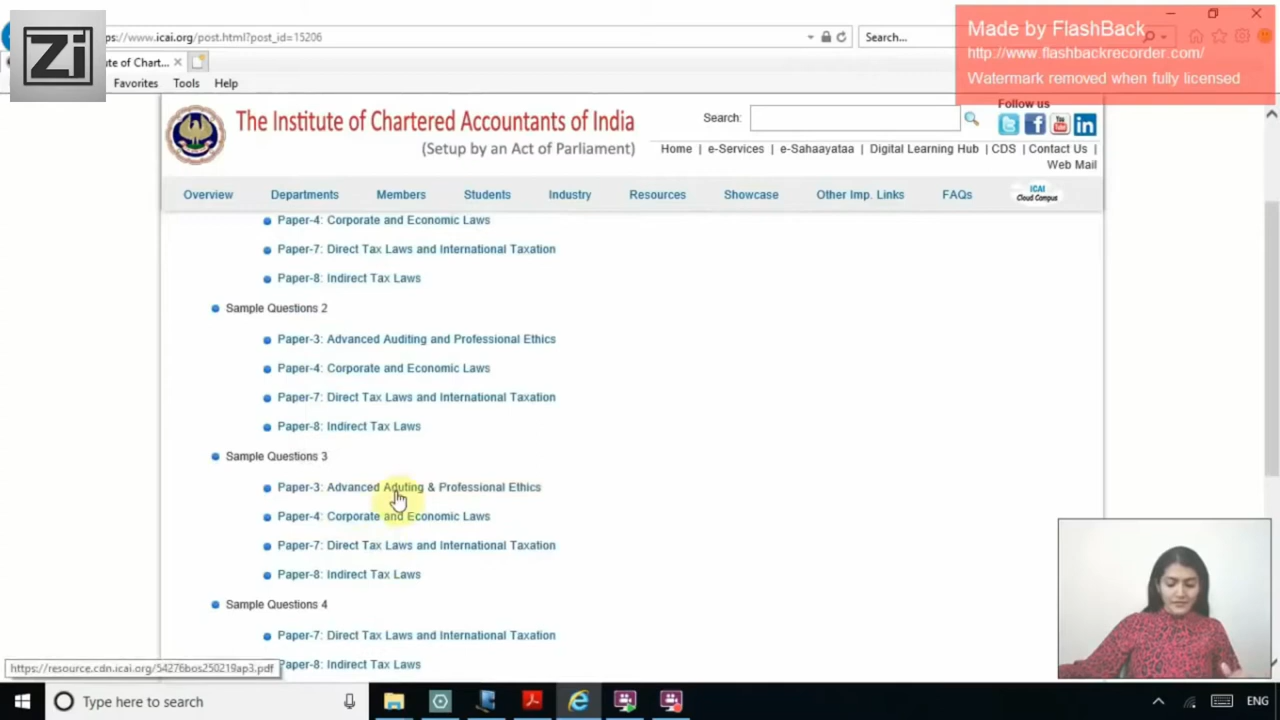 Zi
ps://www.icai.org/post.html?post_id=15206
Search...
Made by FlashBack
http://www.flashbackrecorder.com/
Watermark removed when fully licensed
te of Chart...
Favorites Tools Help
The Institute of Chartered Accountants of India
(Setup by an Act of Parliament)
Search:
Follow us
Home | e-Services | e-Sahaayataa | Digital Learning Hub | CDS | Contact Us |
Web Mail
Overview Departments Members Students Industry Resources Showcase Other Imp. Links FAQs ICAI Cloud Campus
Paper-4: Corporate and Economic Laws
Paper-7: Direct Tax Laws and International Taxation
Paper-8: Indirect Tax Laws
Sample Questions 2
Paper-3: Advanced Auditing and Professional Ethics
Paper-4: Corporate and Economic Laws
Paper-7: Direct Tax Laws and International Taxation
Paper-8: Indirect Tax Laws
Sample Questions 3
Paper-3: Advanced Aduting & Professional Ethics
Paper-4: Corporate and Economic Laws
Paper-7: Direct Tax Laws and International Taxation
Paper-8: Indirect Tax Laws
Sample Questions 4
Paper-7: Direct Tax Laws and International Taxation
Paper-8: Indirect Tax Laws
https://resource.cdn.icai.org/54276bos250219ap3.pdf
Type here to search
ENG